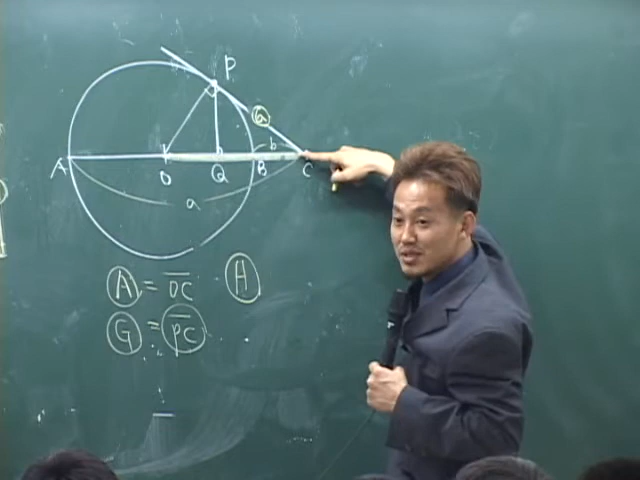 P
G
A O Q B b C
a
A = OC H
G = PC